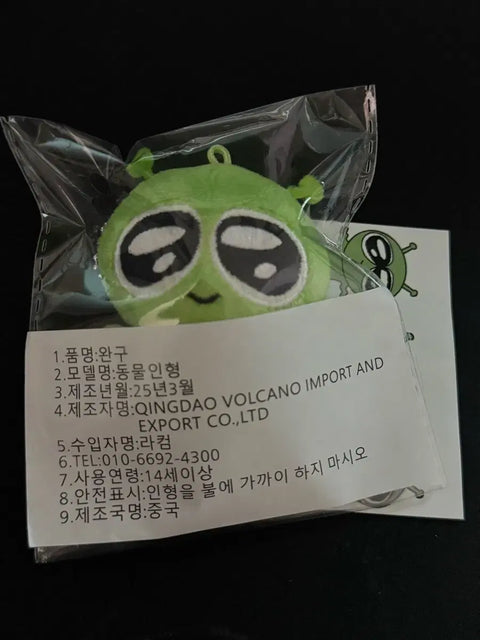 1.품명:완구
2.모델명:동물인형
3.제조년월:25년3월
4.제조자명:QINGDAO VOLCANO IMPORT AND
EXPORT CO.,LTD
5.수입자명:라컴
6.TEL:010-6692-4300
7.사용연령:14세이상
8.안전표시:인형을 불에 가까이 하지 마시오
9.제조국명:중국